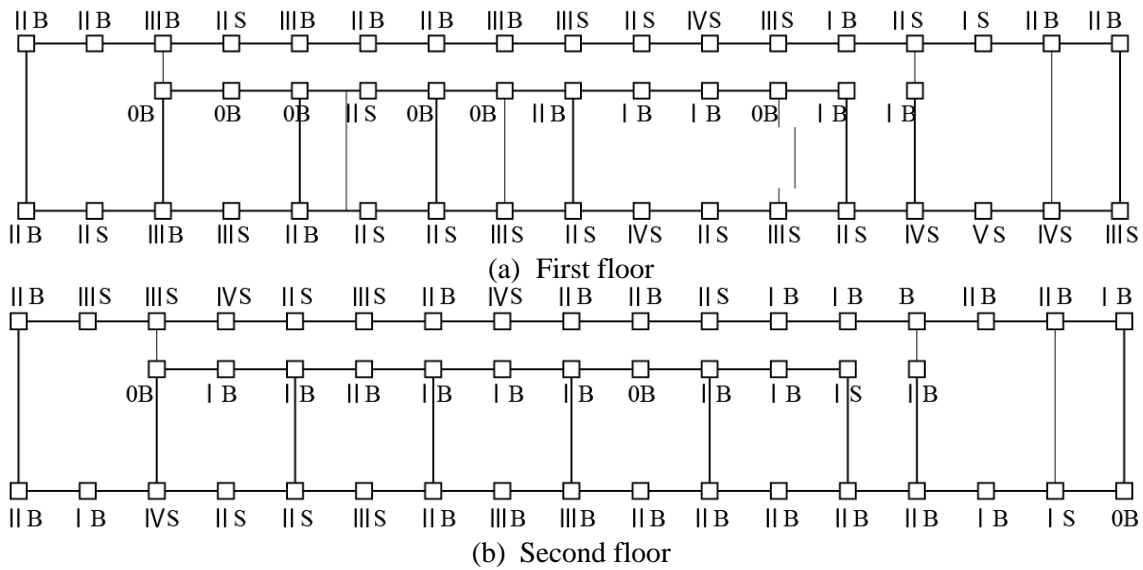 ⅡB ⅡB ⅢB ⅡS ⅢB ⅡB ⅡB ⅢB ⅢS ⅡS ⅣS ⅢS ⅠB ⅡS ⅠS ⅡB ⅡB
0B 0B 0B ⅡS 0B 0B ⅡB ⅠB ⅠB 0B ⅠB ⅠB
ⅡB ⅡS ⅢB ⅢS ⅡB ⅡS ⅡS ⅢS ⅡS ⅣS ⅡS ⅢS ⅡS ⅣS ⅤS ⅣS ⅢS
(a) First floor
ⅡB ⅢS ⅢS ⅣS ⅡS ⅢS ⅡB ⅣS ⅡB ⅡB ⅡS ⅠB ⅠB B ⅡB ⅡB ⅠB
0B ⅠB ⅠB ⅡB ⅠB ⅠB ⅠB 0B ⅠB ⅠB ⅠS ⅠB
ⅡB ⅠB ⅣS ⅡS ⅡS ⅢS ⅡB ⅢB ⅢB ⅡB ⅡB ⅡB ⅡB ⅡB ⅠB ⅠS 0B
(b) Second floor